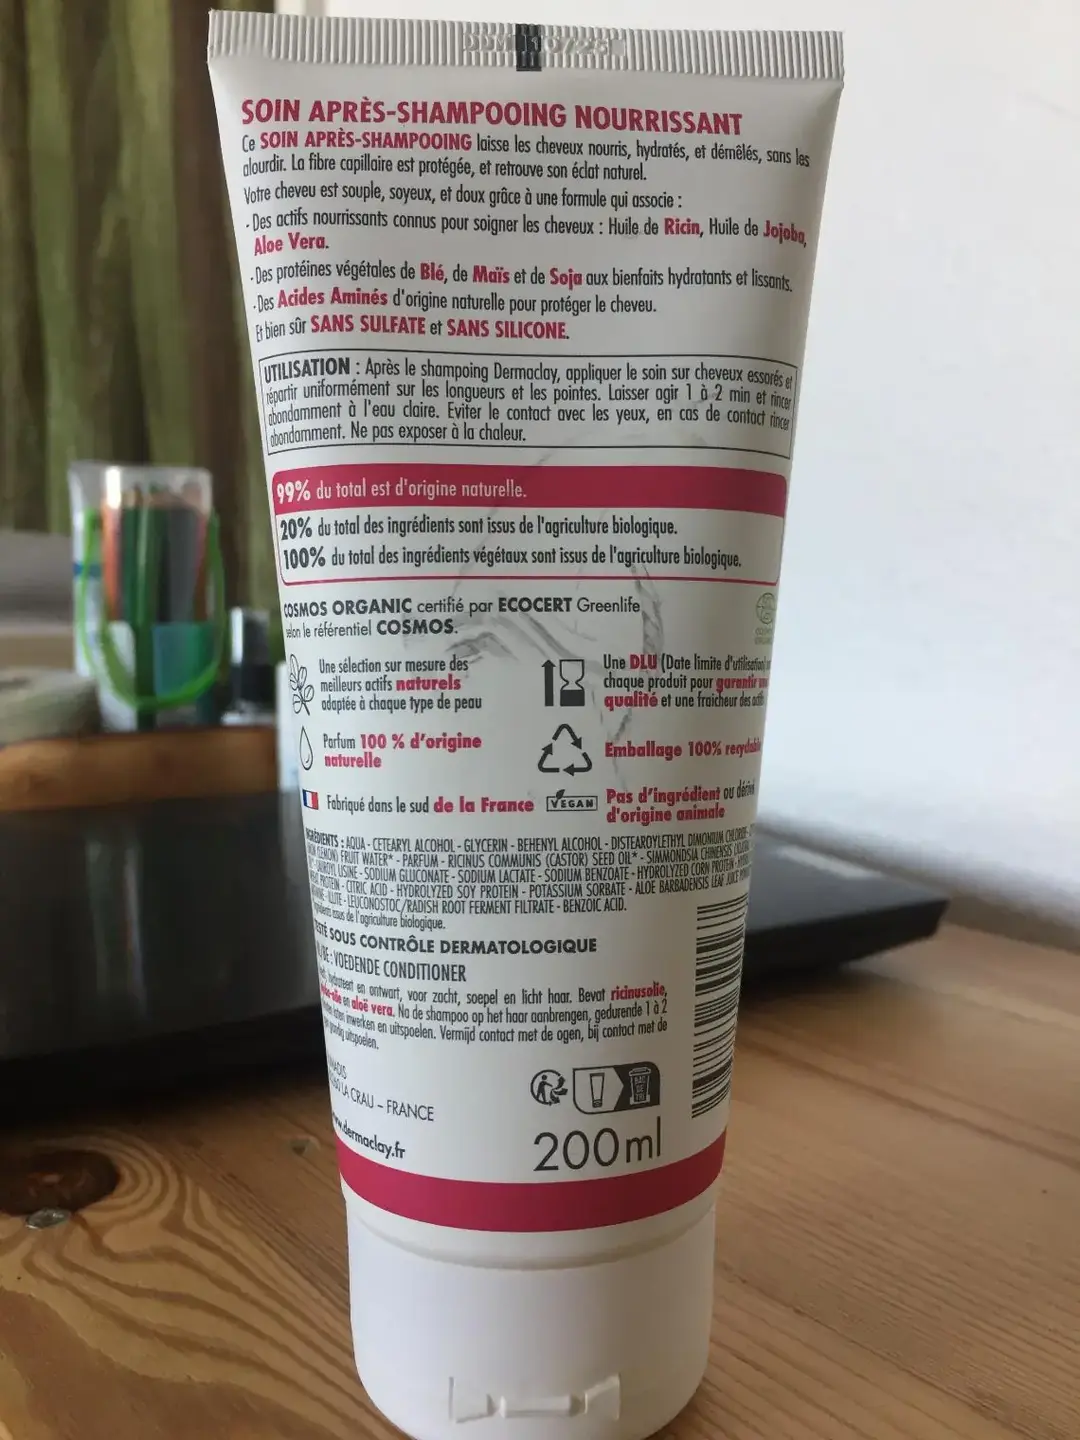 SOIN APRÈS-SHAMPOOING NOURRISSANT
Ce SOIN APRÈS-SHAMPOOING laisse les cheveux nourris, hydratés, et démêlés, sans les
alourdir. La fibre capillaire est protégée, et retrouve son éclat naturel.
Votre cheveu est souple, soyeux, et doux grâce à une formule qui associe :
- Des actifs nourrissants connus pour soigner les cheveux : Huile de Ricin, Huile de Jojoba,
Aloe Vera.
- Des protéines végétales de Blé, de Maïs et de Soja aux bienfaits hydratants et lissants.
- Des Acides Aminés d'origine naturelle pour protéger le cheveu.
Et bien sûr SANS SULFATE et SANS SILICONE.
UTILISATION : Après le shampoing Dermaclay, appliquer le soin sur cheveux essorés et
répartir uniformément sur les longueurs et les pointes. Laisser agir 1 à 2 min et rincer
abondamment à l'eau claire. Eviter le contact avec les yeux, en cas de contact rincer
abondamment. Ne pas exposer à la chaleur.
99% du total est d'origine naturelle.
20% du total des ingrédients sont issus de l'agriculture biologique.
100% du total des ingrédients végétaux sont issus de l'agriculture biologique.
COSMOS ORGANIC certifié par ECOCERT Greenlife
selon le référentiel COSMOS.
Une sélection sur mesure des
meilleurs actifs naturels
adaptée à chaque type de peau
Une DLU (Date limite d'utilisation)
chaque produit pour garantir
qualité et une fraîcheur des
Parfum 100 % d'origine
naturelle
Emballage 100% recyclable
Fabriqué dans le sud de la France
VEGAN
Pas d'ingrédient ou
d'origine animale
INGRÉDIENTS : AQUA - CETEARYL ALCOHOL - GLYCERIN - BEHENYL ALCOHOL - DISTEAROYLETHYL DIMONIUM CHLORIDE -
(LEMON) FRUIT WATER* - PARFUM - RICINUS COMMUNIS (CASTOR) SEED OIL* - SIMMONDSIA CHINENSIS
LAUROYL LYSINE - SODIUM GLUCONATE - SODIUM LACTATE - SODIUM BENZOATE - HYDROLYZED CORN PROTEIN -
PROTEIN - CITRIC ACID - HYDROLYZED SOY PROTEIN - POTASSIUM SORBATE - ALOE BARBADENSIS LEAF JUICE
- ILLITE - LEUCONOSTOC/RADISH ROOT FERMENT FILTRATE - BENZOIC ACID.
issus de l'agriculture biologique.
TESTÉ SOUS CONTRÔLE DERMATOLOGIQUE
VOEDENDE CONDITIONER
hydrateert en ontwart, voor zacht, soepel en licht haar. Bevat ricinusolie,
en aloë vera. Na de shampoo op het haar aanbrengen, gedurende 1 à 2
inwerken en uitspoelen. Vermijd contact met de ogen, bij contact met de
uitspoelen.
LA CRAU – FRANCE
www.dermaclay.fr
BAC
DE
TRI
200ml